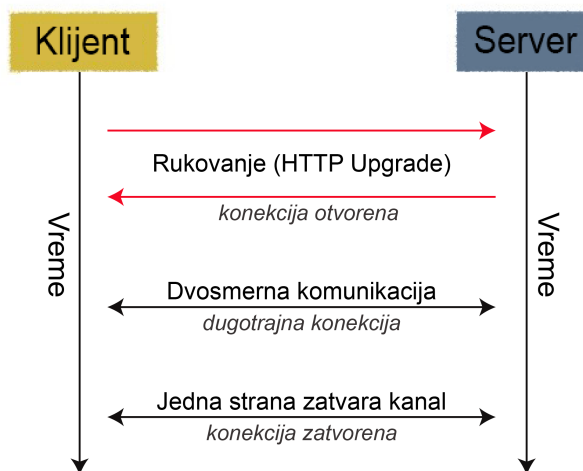 Klijent
Server
Rukovanje (HTTP Upgrade)
konekcija otvorena
Vreme
Vreme
Dvosmerna komunikacija
dugotrajna konekcija
Jedna strana zatvara kanal
konekcija zatvorena